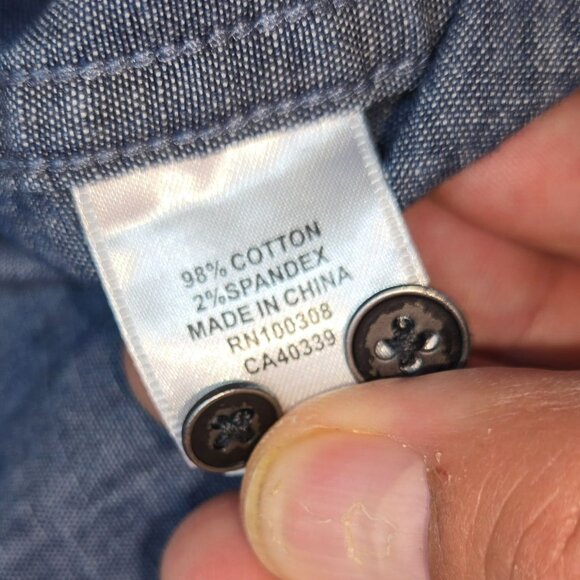 98% COTTON
2%SPANDEX
MADE IN CHINA
RN100308
CA40339